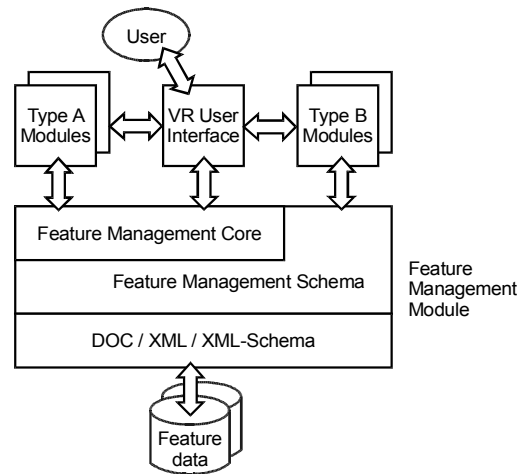 User
Type A
Modules
VR User
Interface
Type B
Modules
Feature Management Core
Feature Management Schema
DOC / XML / XML-Schema
Feature
Management
Module
Feature
data